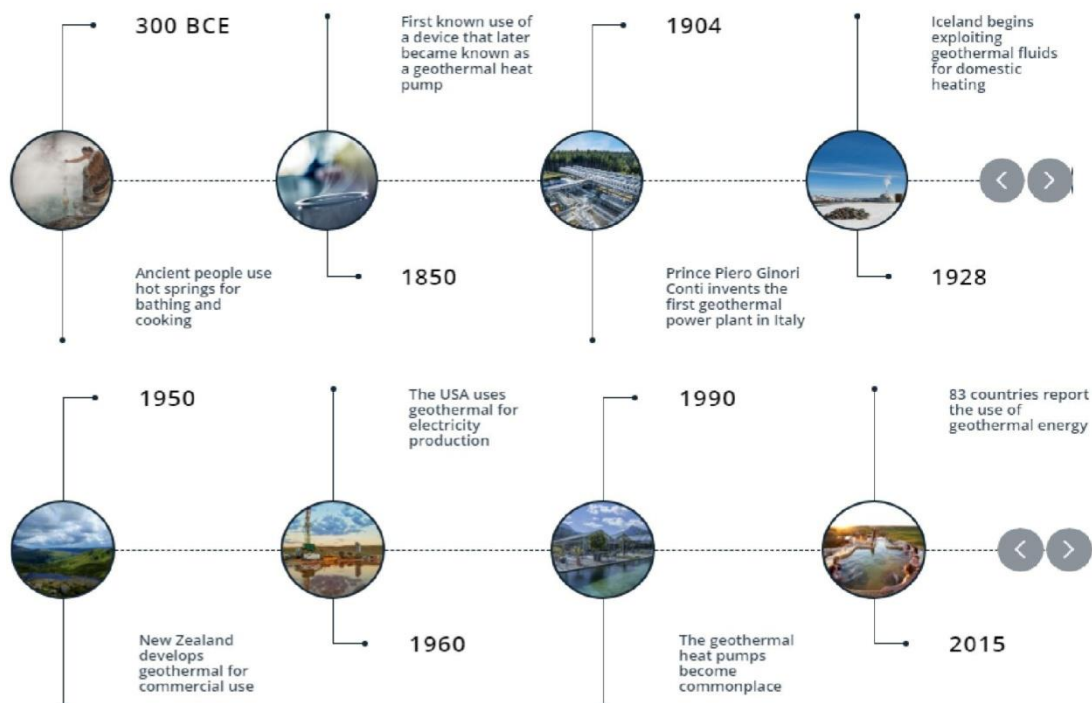 300 BCE
Ancient people use
hot springs for
bathing and
cooking
First known use of
a device that later
became known as
a geothermal heat
pump
1850
1904
Prince Piero Ginori
Conti invents the
first geothermal
power plant in Italy
Iceland begins
exploiting
geothermal fluids
for domestic
heating
1928
1950
New Zealand
develops
geothermal for
commercial use
The USA uses
geothermal for
electricity
production
1960
1990
The geothermal
heat pumps
become
commonplace
83 countries report
the use of
geothermal energy
2015